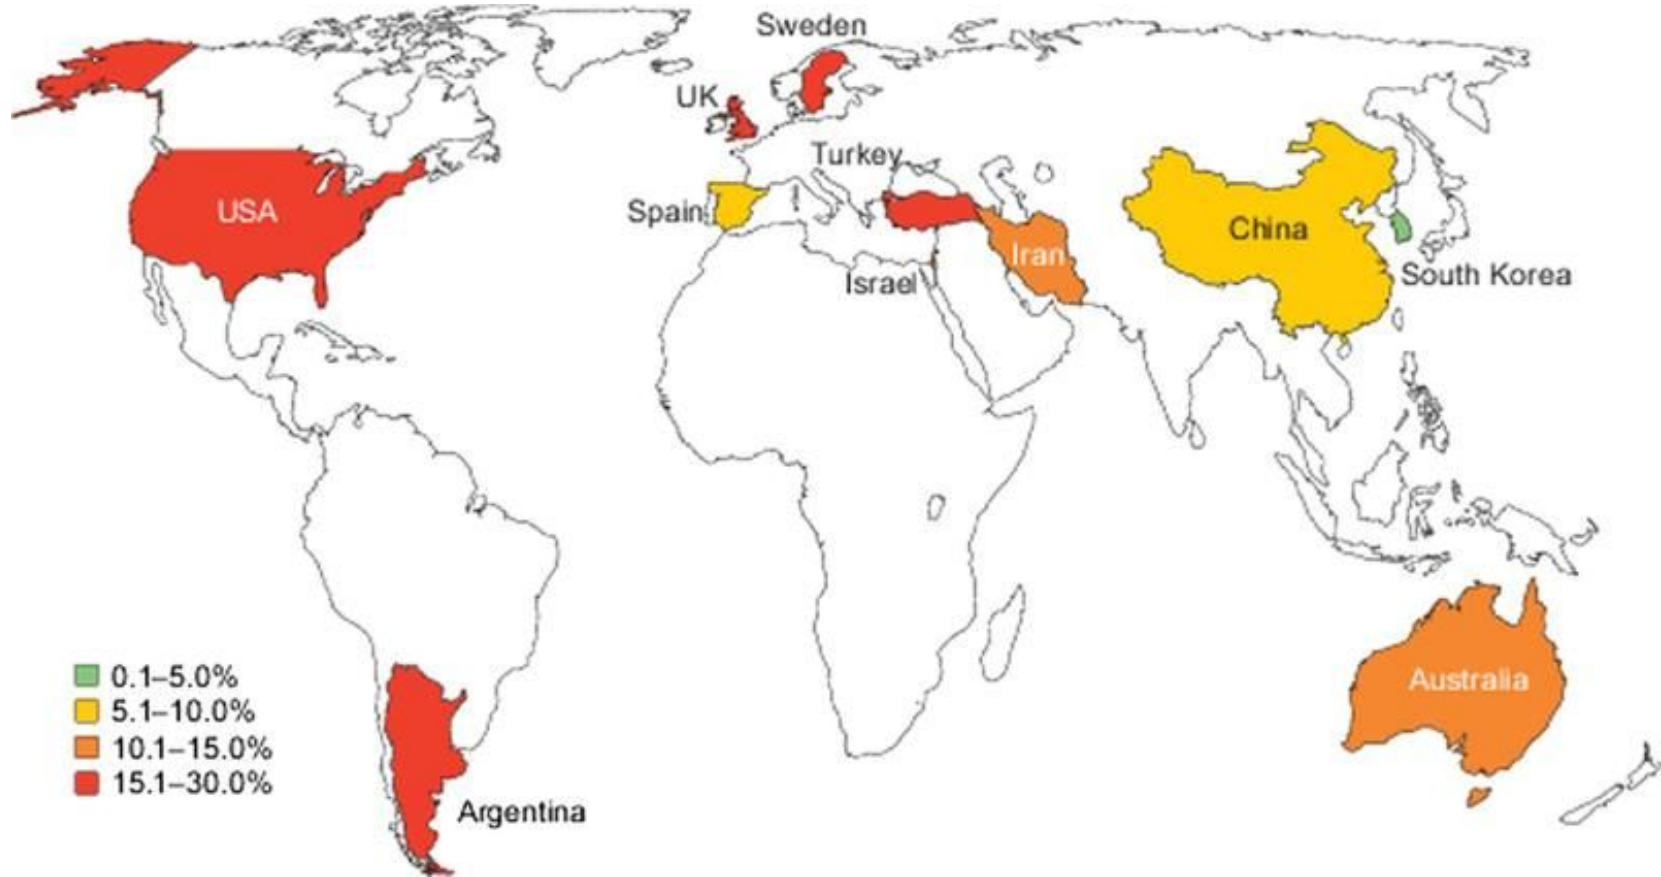 Sweden
UK
Turkey
USA
Spain
China
Iran
Israel
South Korea
Australia
0.1–5.0%
5.1–10.0%
10.1–15.0%
15.1–30.0%
Argentina